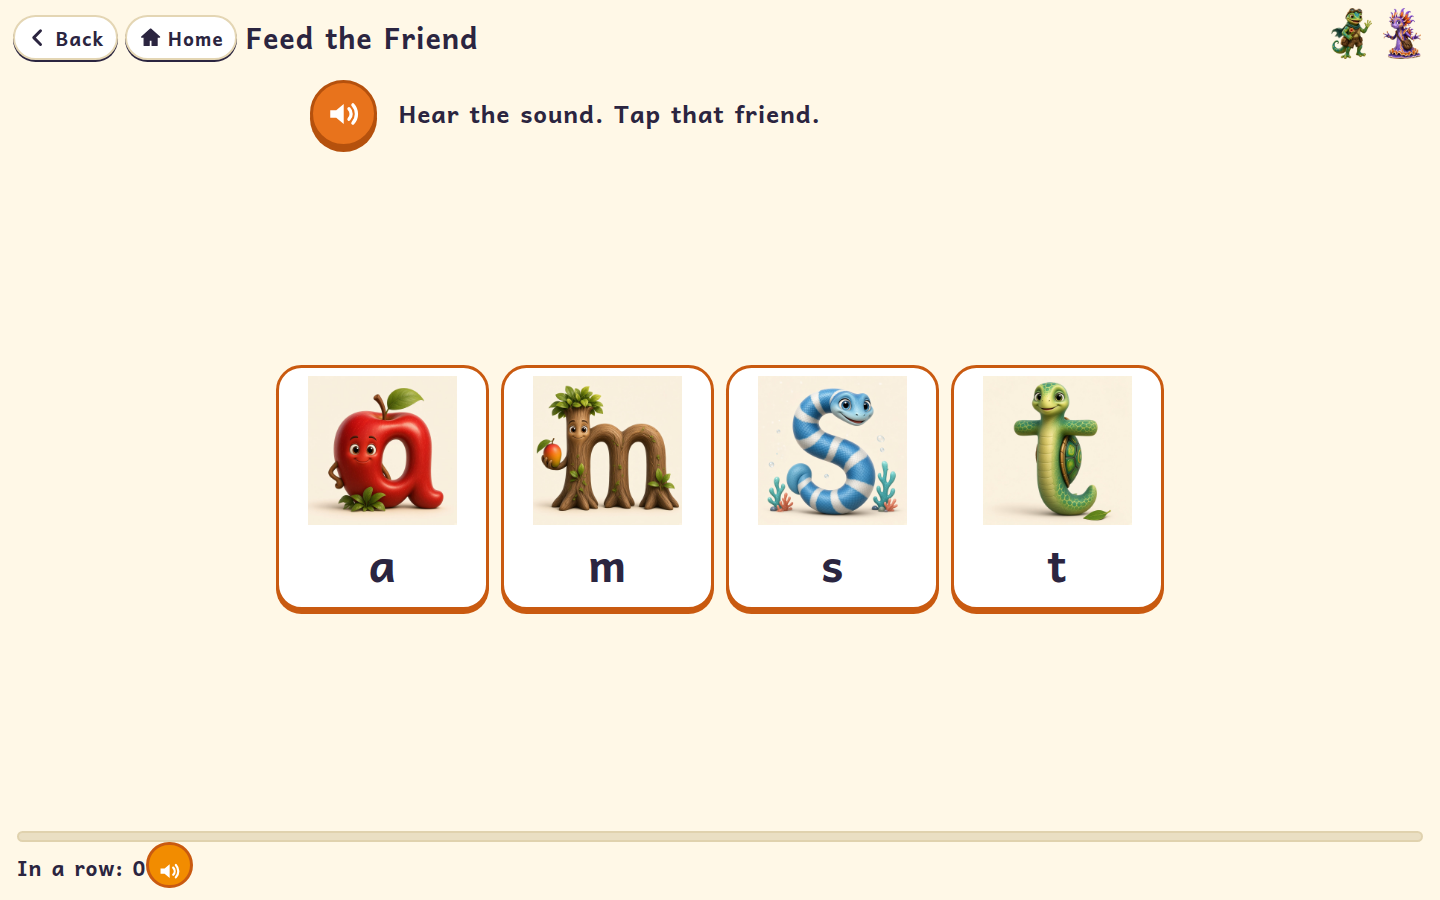 Back Home Feed the Friend
Hear the sound. Tap that friend.
a m s t
In a row: 0